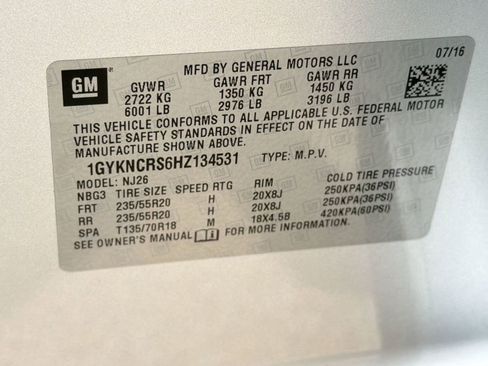 GM
MFD BY GENERAL MOTORS LLC
07/16
GVWR GAWR FRT GAWR RR
2722 KG 1350 KG 1450 KG
6001 LB 2976 LB 3196 LB
THIS VEHICLE CONFORMS TO ALL APPLICABLE U.S. FEDERAL MOTOR
VEHICLE SAFETY STANDARDS IN EFFECT ON THE DATE OF
MANUFACTURE SHOWN ABOVE.
1GYKNCRS6HZ134531 TYPE: M.P.V.
MODEL: NJ26
NBG3 TIRE SIZE SPEED RTG RIM COLD TIRE PRESSURE
FRT 235/55R20 H 20X8J 250KPA(36PSI)
RR 235/55R20 H 20X8J 250KPA(36PSI)
SPA T135/70R18 M 18X4.5B 420KPA(60PSI)
SEE OWNER'S MANUAL FOR MORE INFORMATION